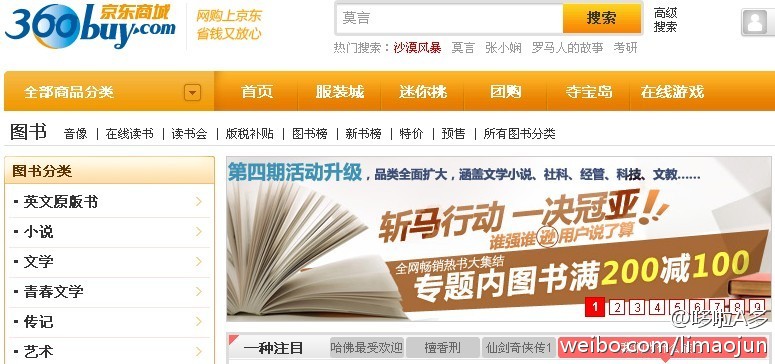 360buy.com 京东商城
网购上京东
省钱又放心
莫言
搜索
高级
搜索
热门搜索：沙漠风暴 莫言 张小娴 罗马人的故事 考研
全部商品分类
首页 服装城 迷你挑 团购 夺宝岛 在线游戏
图书 音像 | 在线读书 | 读书会 | 版税补贴 | 图书榜 | 新书榜 | 特价 | 预售 | 所有图书分类
图书分类
· 英文原版书
· 小说
· 文学
· 青春文学
· 传记
· 艺术
第四期活动升级，品类全面扩大，涵盖文学小说、社科、经管、科技、文教......
斩马行动 一决冠亚!!
谁强谁逊用户说了算
全网畅销热书大集结
专题内图书满200减100
1 2 3 4 5 6 7 8 9
一种注目 哈佛最受欢迎 檀香刑 仙剑奇侠传1
@哆啦A多
weibo.com/limaojun